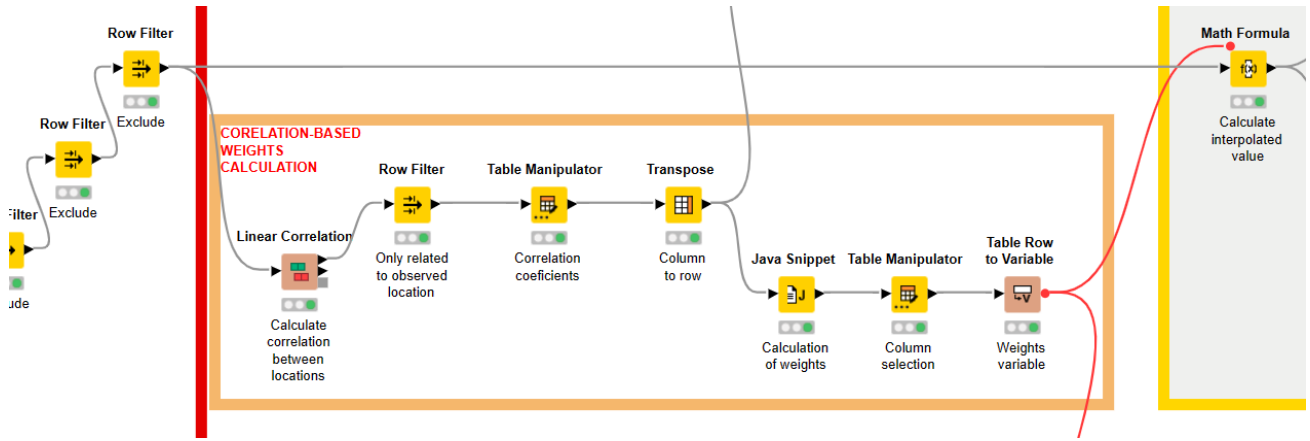 Row Filter
Exclude
Row Filter
Exclude
Filter
ude
CORELATION-BASED
WEIGHTS
CALCULATION
Linear Correlation
Calculate
correlation
between
locations
Row Filter
Only related
to observed
location
Table Manipulator
Correlation
coeficients
Transpose
Column
to row
Java Snippet
J
Calculation
of weights
Table Manipulator
Column
selection
Table Row
to Variable
V
Weights
variable
Math Formula
f(x)
Calculate
interpolated
value